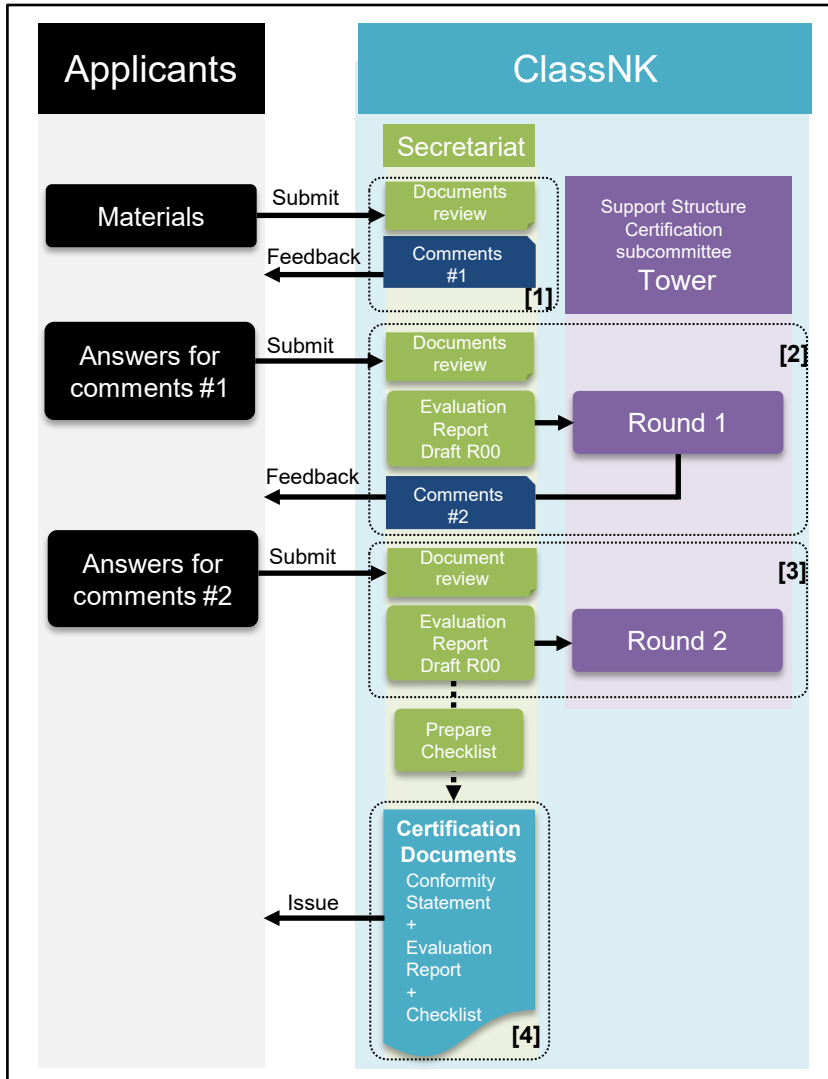 Applicants
ClassNK
Secretariat
Materials
Submit
Documents
review
Support Structure
Certification
subcommittee
Tower
Feedback
Comments
#1
[1]
Answers for
comments #1
Submit
Documents
review
[2]
Evaluation
Report
Draft R00
Round 1
Feedback
Comments
#2
Answers for
comments #2
Submit
Document
review
[3]
Evaluation
Report
Draft R00
Round 2
Prepare
Checklist
Certification
Documents
Conformity
Statement
+
Evaluation
Report
+
Checklist
Issue
[4]